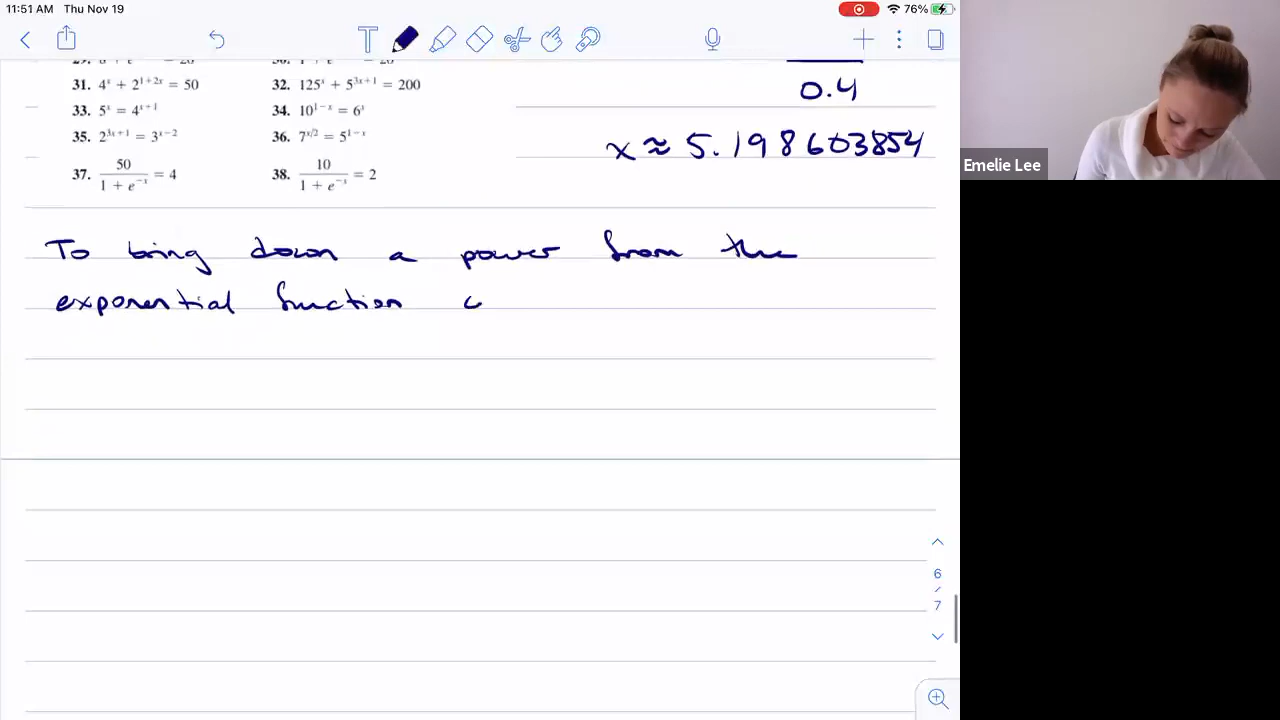 11:51 AM Thu Nov 19
76%
31. 4^x + 2^{1+2x} = 50
32. 125^x + 5^{3x+1} = 200
33. 5^x = 4^{x+1}
34. 10^{1-x} = 6^x
35. 2^{3x+1} = 3^{x-2}
36. 7^{x/2} = 5^{1-x}
37. 50/(1 + e^{-x}) = 4
38. 10/(1 + e^{-x}) = 2
0.4
x ≈ 5.198603854
Emelie Lee
To bring down a power from the
exponential function
6
7